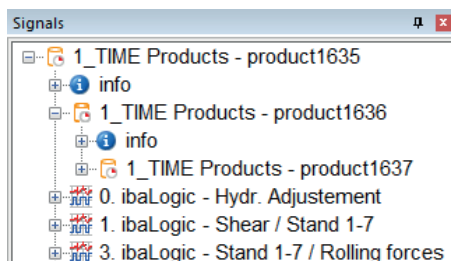 Signals
1_TIME Products - product1635
info
1_TIME Products - product1636
info
1_TIME Products - product1637
0. ibaLogic - Hydr. Adjustement
1. ibaLogic - Shear / Stand 1-7
3. ibaLogic - Stand 1-7 / Rolling forces